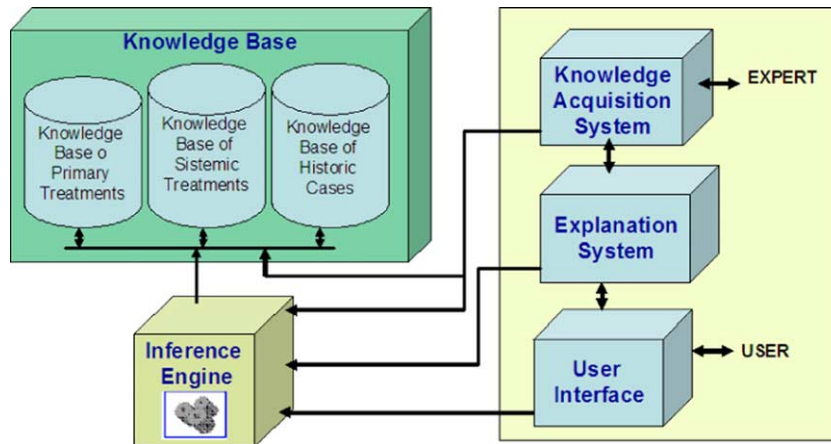 Knowledge Base
Knowledge
Base o
Primary
Treatments
Knowledge
Base of
Sistemic
Treatments
Knowledge
Base of
Historic
Cases
Knowledge
Acquisition
System
EXPERT
Explanation
System
Inference
Engine
User
Interface
USER